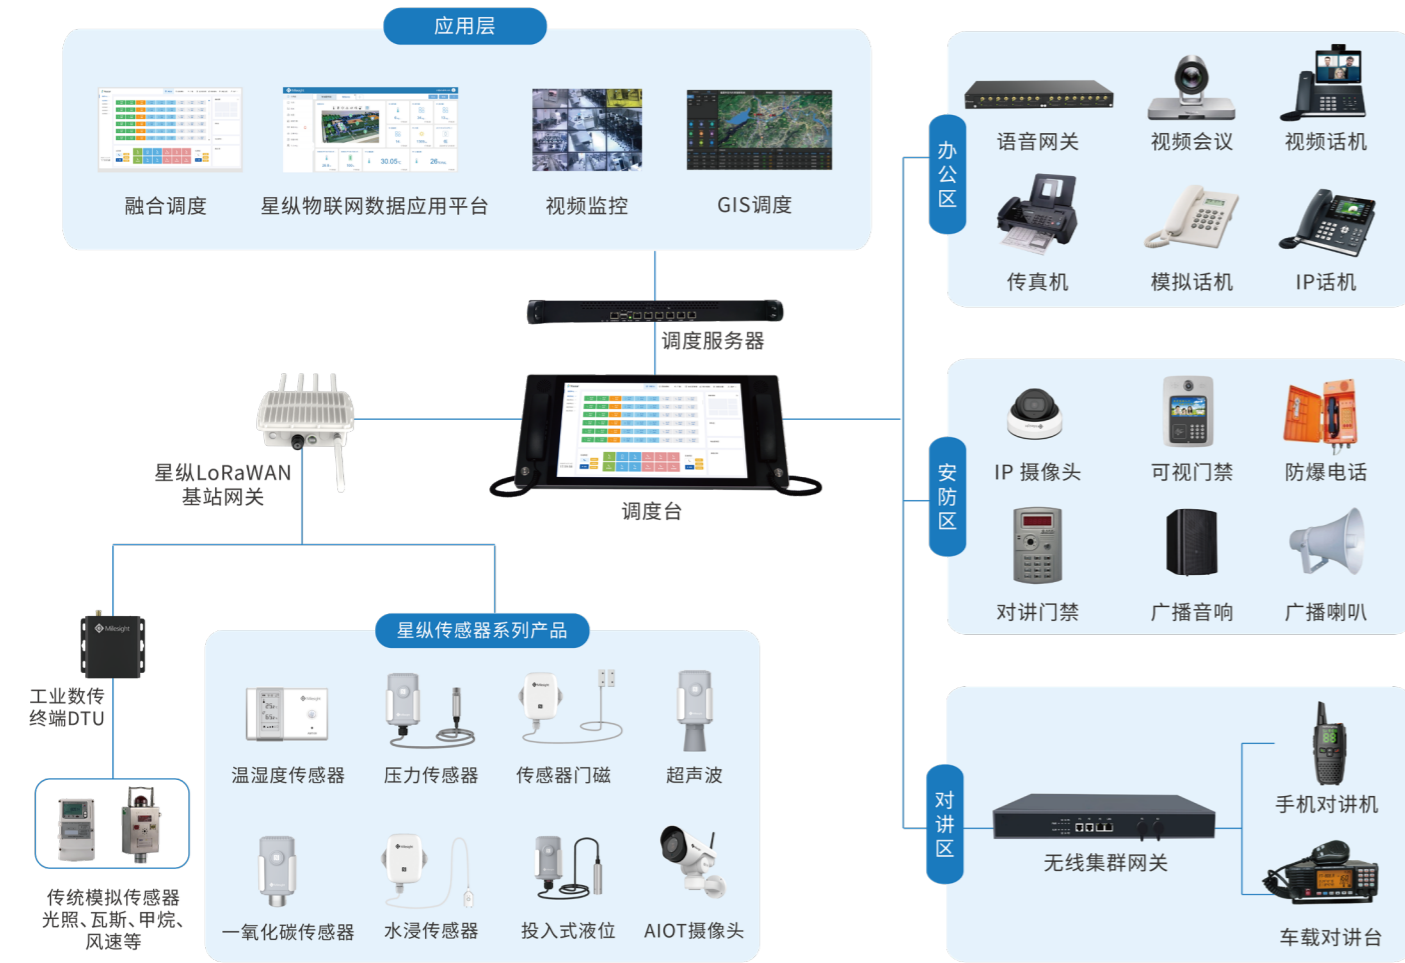 应用层
融合调度
星纵物联网数据应用平台
视频监控
GIS调度
调度服务器
调度台
星纵LoRaWAN
基站网关
Milesight
工业数传
终端DTU
传统模拟传感器
光照、瓦斯、甲烷、
风速等
星纵传感器系列产品
温湿度传感器
压力传感器
传感器门磁
超声波
一氧化碳传感器
水浸传感器
投入式液位
AIOT摄像头
办公区
语音网关
视频会议
视频话机
传真机
模拟话机
IP话机
安防区
IP 摄像头
可视门禁
防爆电话
对讲门禁
广播音响
广播喇叭
对讲区
无线集群网关
手机对讲机
车载对讲台